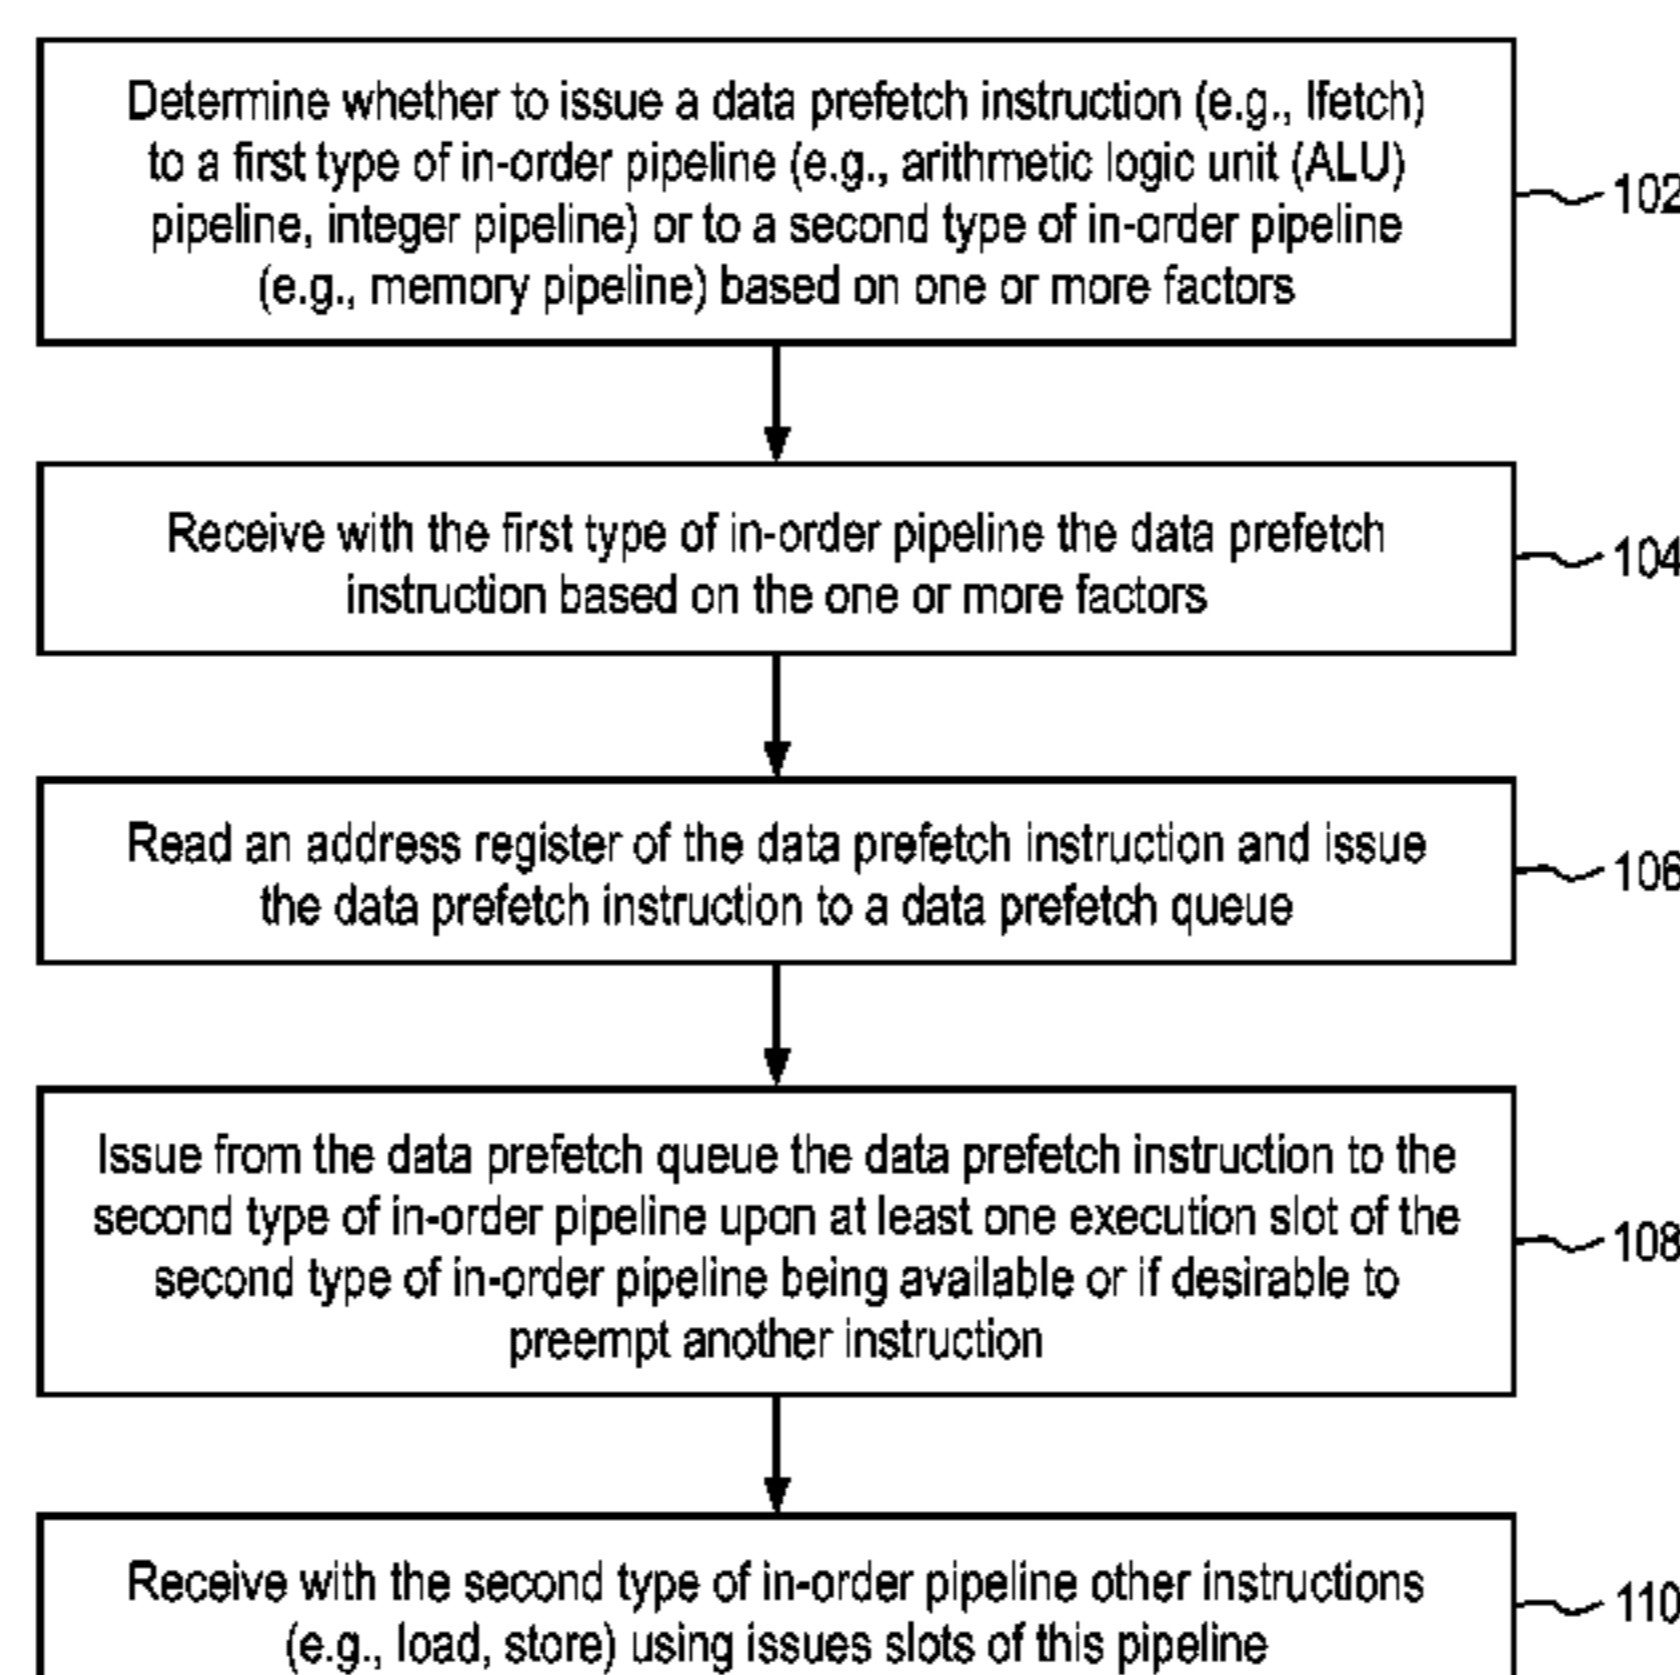 Determine whether to issue a data prefetch instruction (e.g., lfetch)
to a first type of in-order pipeline (e.g., arithmetic logic unit (ALU)
pipeline, integer pipeline) or to a second type of in-order pipeline
(e.g., memory pipeline) based on one or more factors
102
Receive with the first type of in-order pipeline the data prefetch
instruction based on the one or more factors
104
Read an address register of the data prefetch instruction and issue
the data prefetch instruction to a data prefetch queue
106
Issue from the data prefetch queue the data prefetch instruction to the
second type of in-order pipeline upon at least one execution slot of the
second type of in-order pipeline being available or if desirable to
preempt another instruction
108
Receive with the second type of in-order pipeline other instructions
(e.g., load, store) using issues slots of this pipeline
110